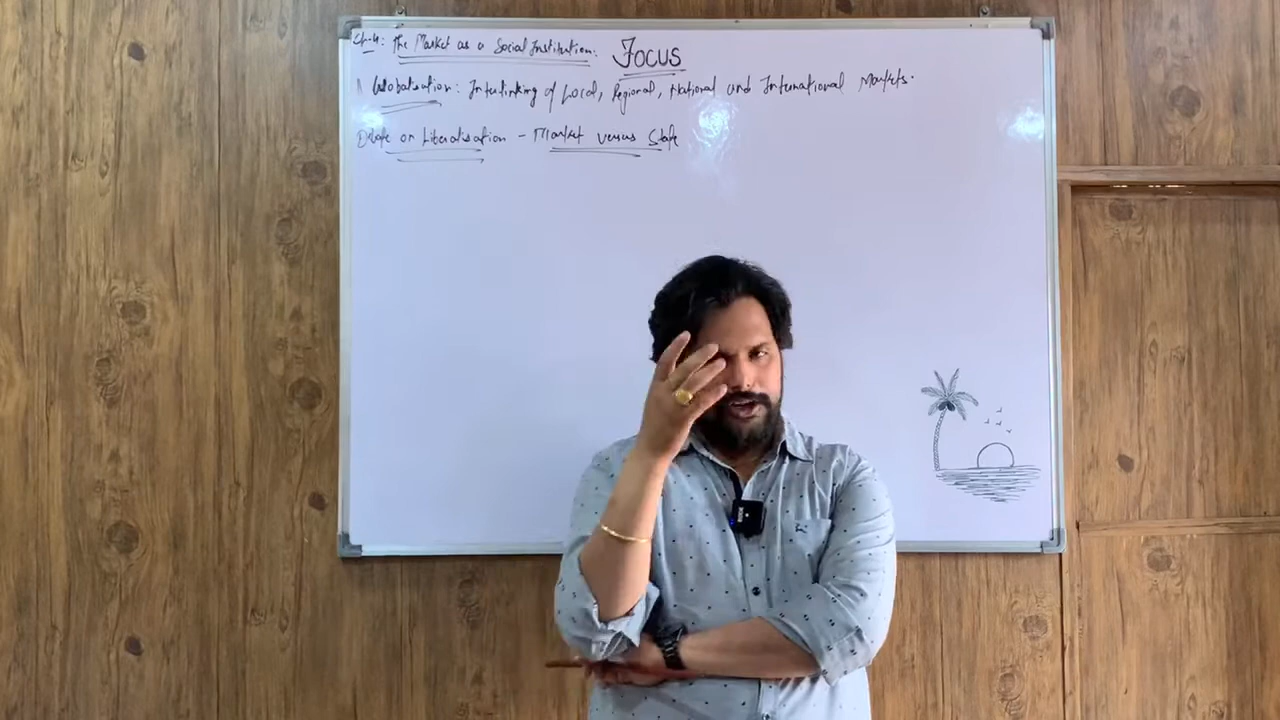 Ch-4: The Market as a Social Institution: FOCUS
1 Globalisation: Interlinking of Local, Regional, National and International Markets.
Debate on Liberalisation - Market versus State